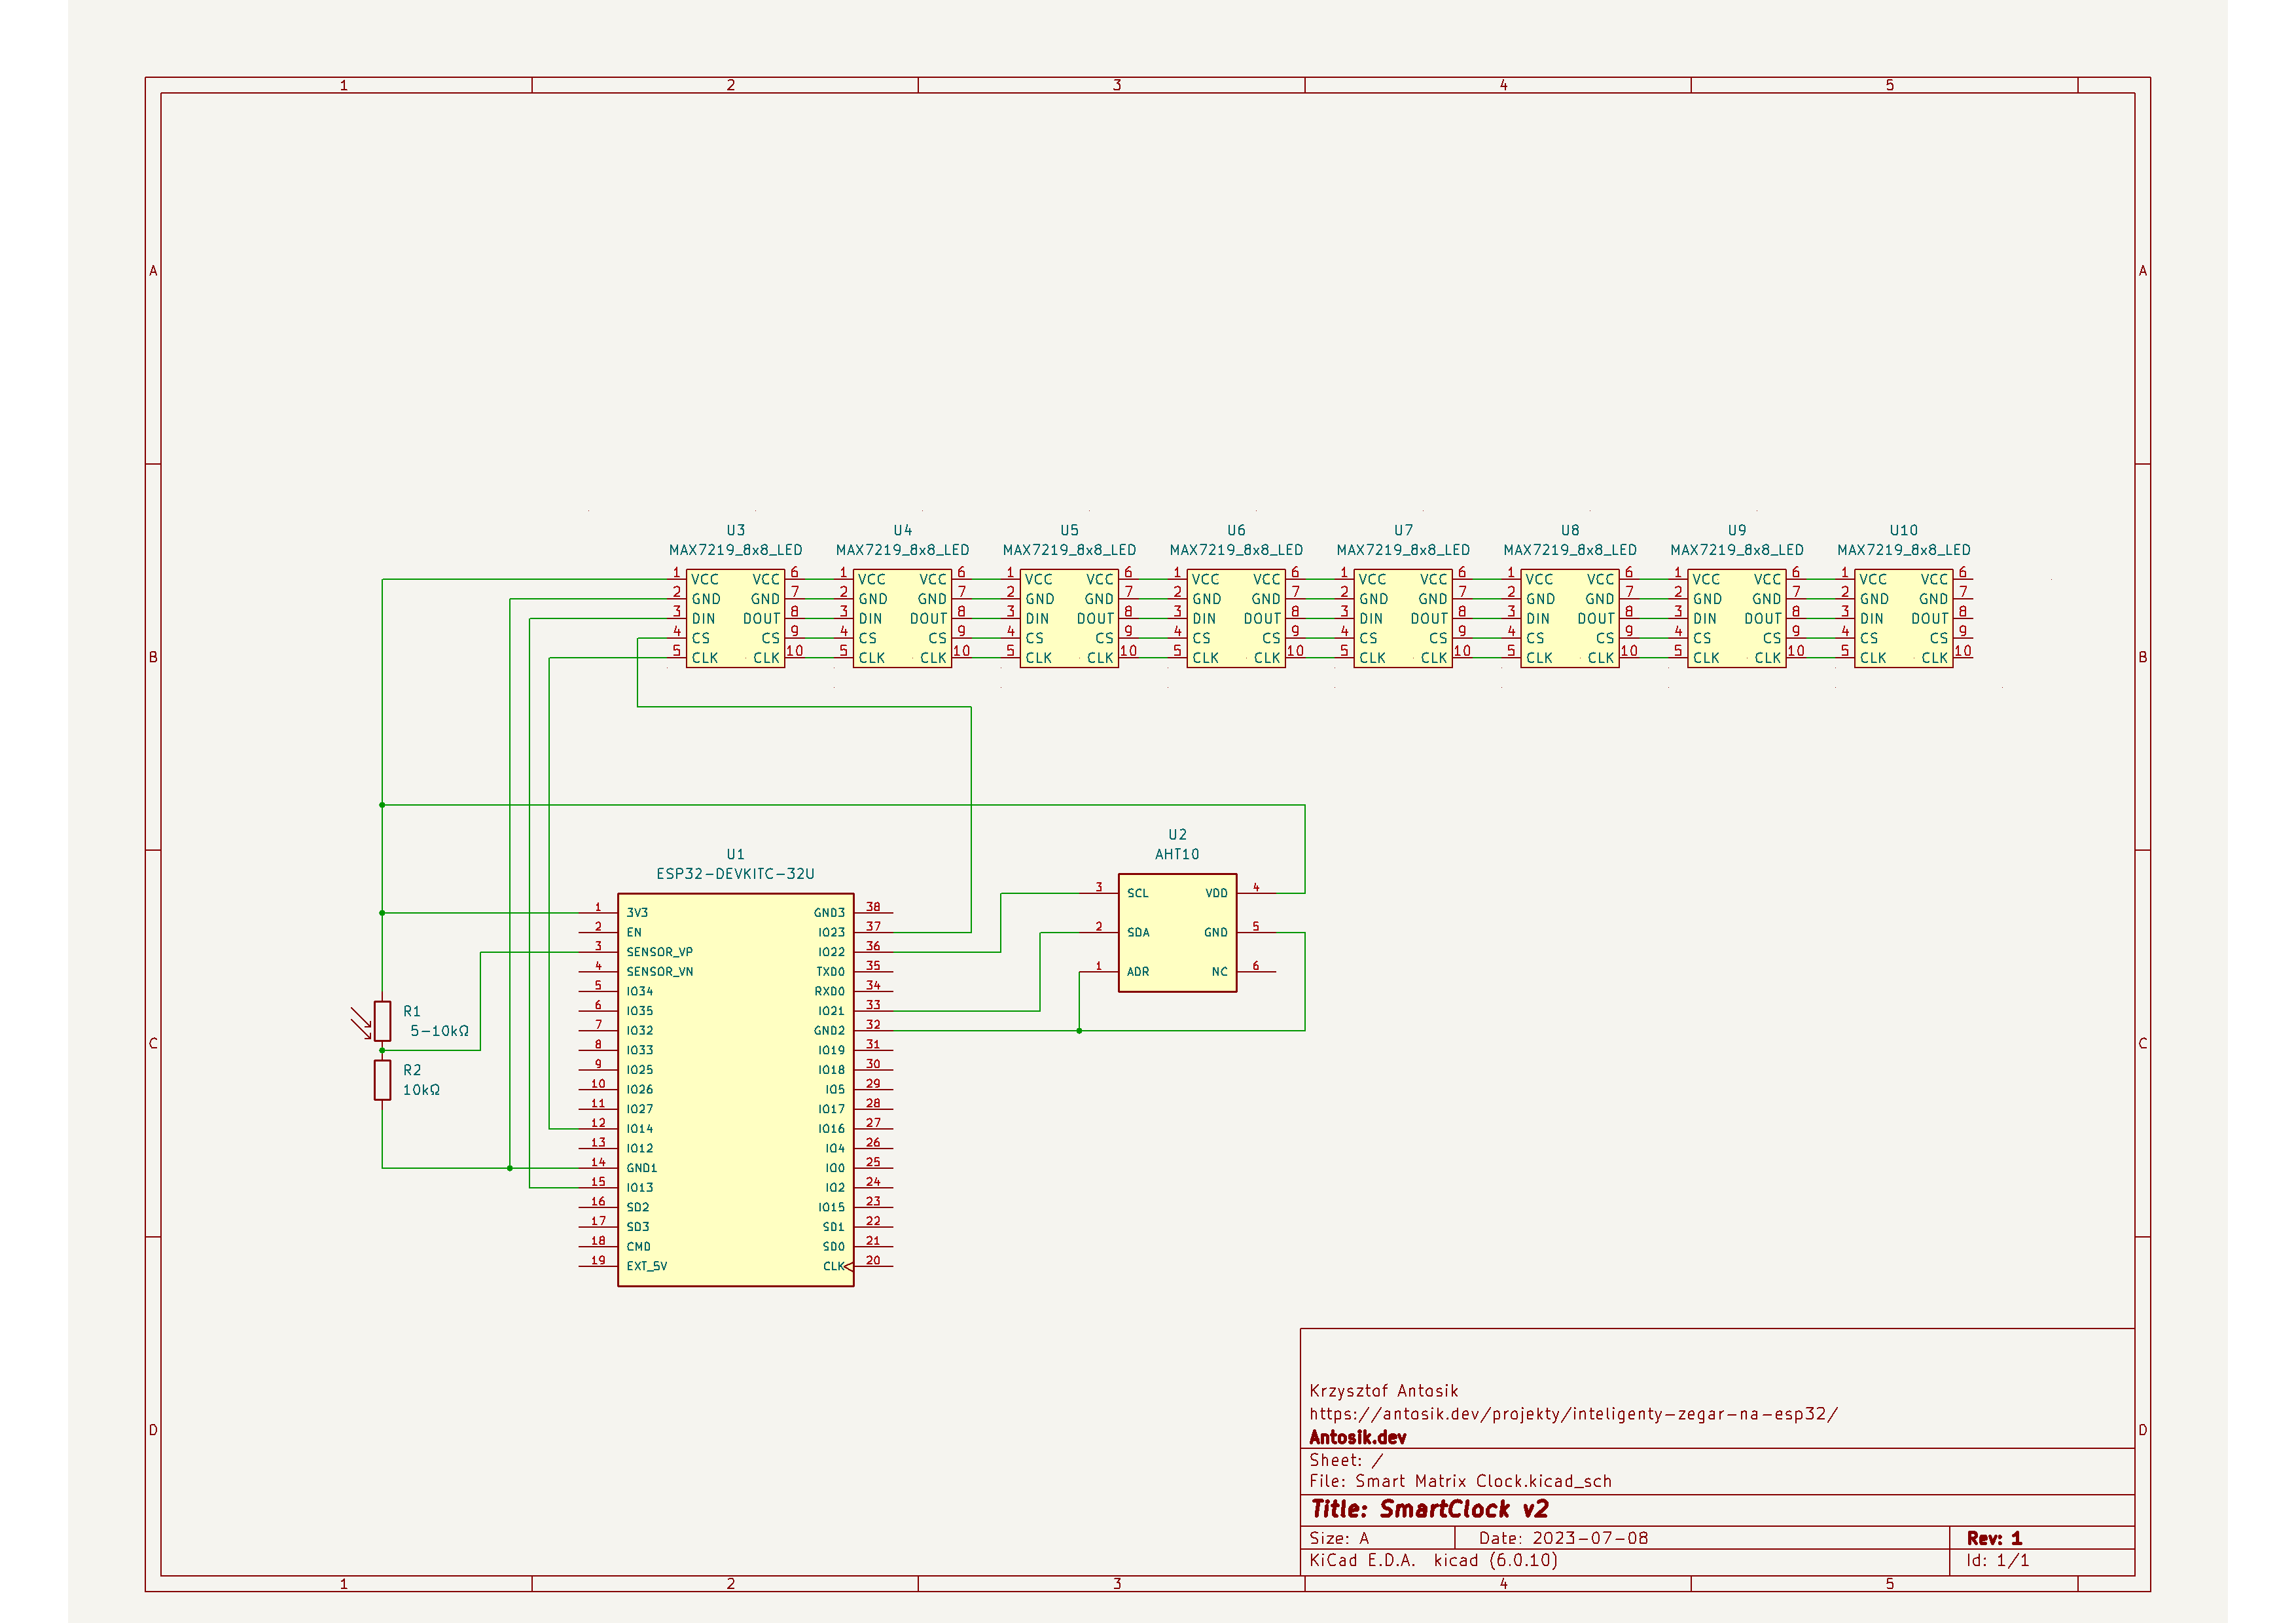 1 2 3 4 5
A A
U3 U4 U5 U6 U7 U8 U9 U10
MAX7219_8x8_LED MAX7219_8x8_LED MAX7219_8x8_LED MAX7219_8x8_LED MAX7219_8x8_LED MAX7219_8x8_LED MAX7219_8x8_LED MAX7219_8x8_LED
1 VCC VCC 6 1 VCC VCC 6 1 VCC VCC 6 1 VCC VCC 6 1 VCC VCC 6 1 VCC VCC 6 1 VCC VCC 6 1 VCC VCC 6
2 GND GND 7 2 GND GND 7 2 GND GND 7 2 GND GND 7 2 GND GND 7 2 GND GND 7 2 GND GND 7 2 GND GND 7
3 DIN DOUT 8 3 DIN DOUT 8 3 DIN DOUT 8 3 DIN DOUT 8 3 DIN DOUT 8 3 DIN DOUT 8 3 DIN DOUT 8 3 DIN DOUT 8
4 CS CS 9 4 CS CS 9 4 CS CS 9 4 CS CS 9 4 CS CS 9 4 CS CS 9 4 CS CS 9 4 CS CS 9
5 CLK CLK 10 5 CLK CLK 10 5 CLK CLK 10 5 CLK CLK 10 5 CLK CLK 10 5 CLK CLK 10 5 CLK CLK 10 5 CLK CLK 10
B B
U2
AHT10
3 SCL VDD 4
2 SDA GND 5
1 ADR NC 6
U1
ESP32-DEVKITC-32U
1 3V3 GND3 38
2 EN IO23 37
3 SENSOR_VP IO22 36
4 SENSOR_VN TXD0 35
5 IO34 RXD0 34
6 IO35 IO21 33
7 IO32 GND2 32
8 IO33 IO19 31
9 IO25 IO18 30
10 IO26 IO5 29
11 IO27 IO17 28
12 IO14 IO16 27
13 IO12 IO4 26
14 GND1 IO0 25
15 IO13 IO2 24
16 SD2 IO15 23
17 SD3 SD1 22
18 CMD SD0 21
19 EXT_5V CLK 20
R1
5-10kΩ
R2
10kΩ
C C
D D
Krzysztof Antosik
https://antosik.dev/projekty/inteligenty-zegar-na-esp32/
Antosik.dev
Sheet: /
File: Smart Matrix Clock.kicad_sch
Title: SmartClock v2
Size: A Date: 2023-07-08 Rev: 1
KiCad E.D.A. kicad (6.0.10) Id: 1/1
1 2 3 4 5